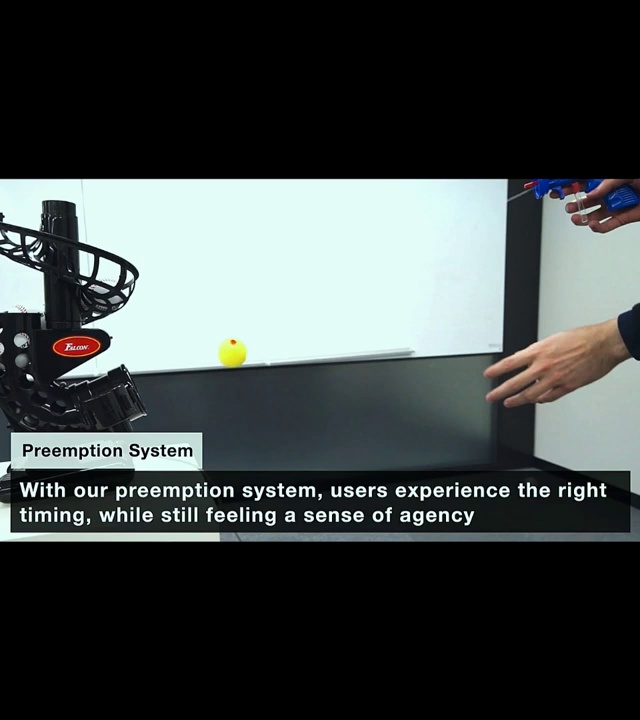 FALCON
Preemption System
With our preemption system, users experience the right
timing, while still feeling a sense of agency